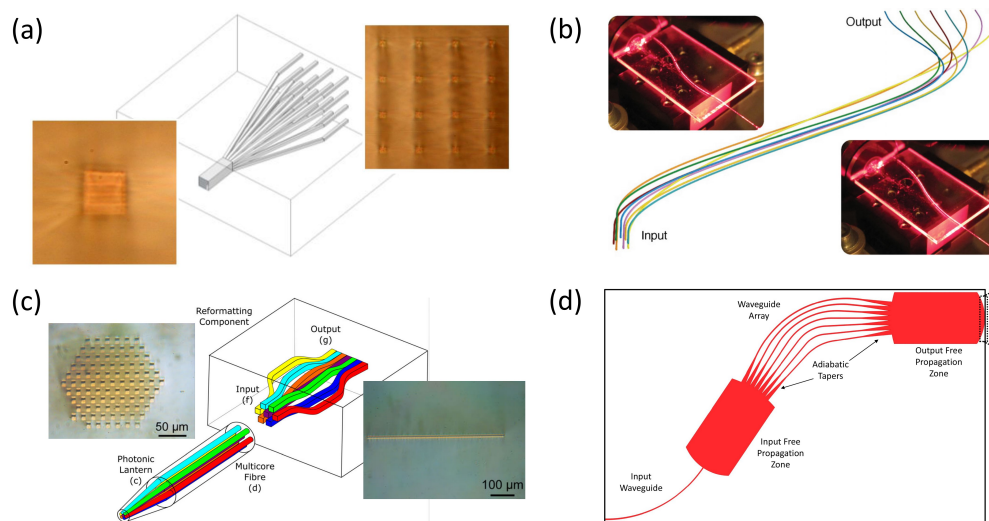 (a)
(b)
Output
Input
(c)
Reformatting
Component
Output
(g)
Input
(f)
50 µm
Photonic
Lantern
(c)
Multicore
Fibre
(d)
100 µm
(d)
Waveguide
Array
Adiabatic
Tapers
Output Free
Propagation
Zone
Input Free
Propagation
Zone
Input
Waveguide